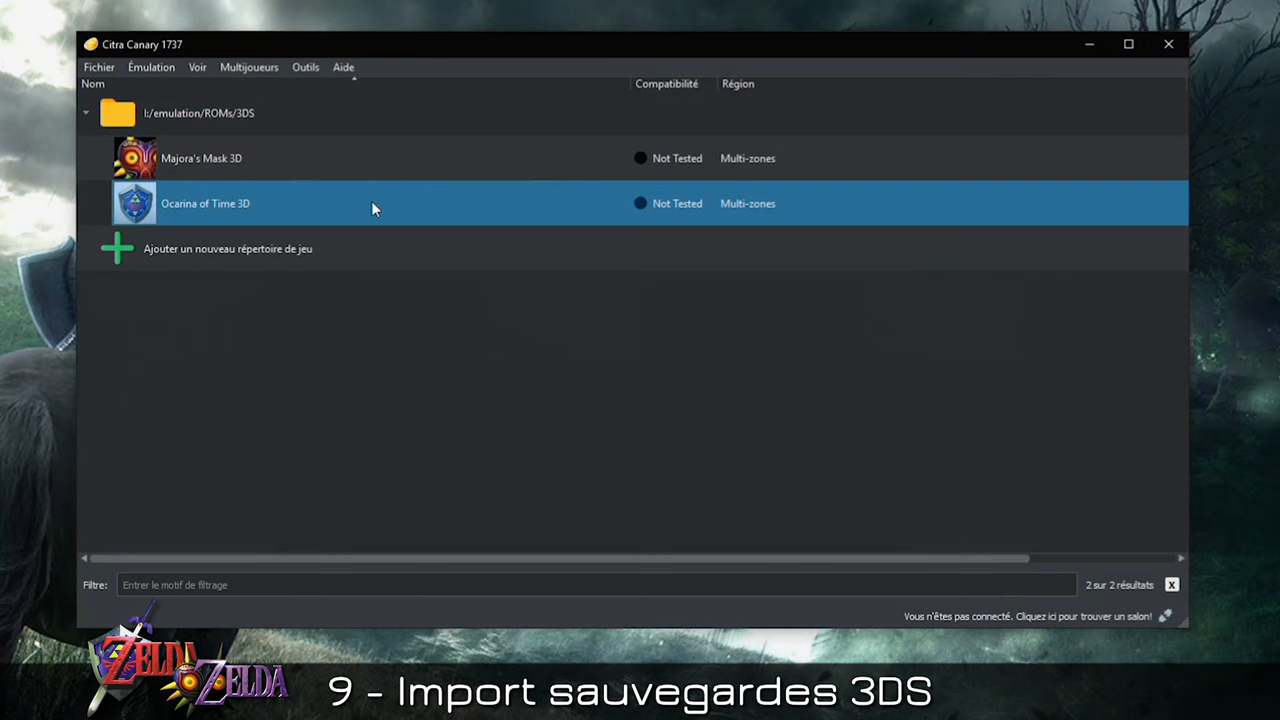 Citra Canary 1737
Fichier Émulation Voir Multijoueurs Outils Aide
Nom Compatibilité Région
I:/emulation/ROMs/3DS
Majora's Mask 3D Not Tested Multi-zones
Ocarina of Time 3D Not Tested Multi-zones
Ajouter un nouveau répertoire de jeu
Filtre: Entrer le motif de filtrage 2 sur 2 résultats X
Vous n'êtes pas connecté. Cliquez ici pour trouver un salon!
ZELDA
ZELDA
9 - Import sauvegardes 3DS